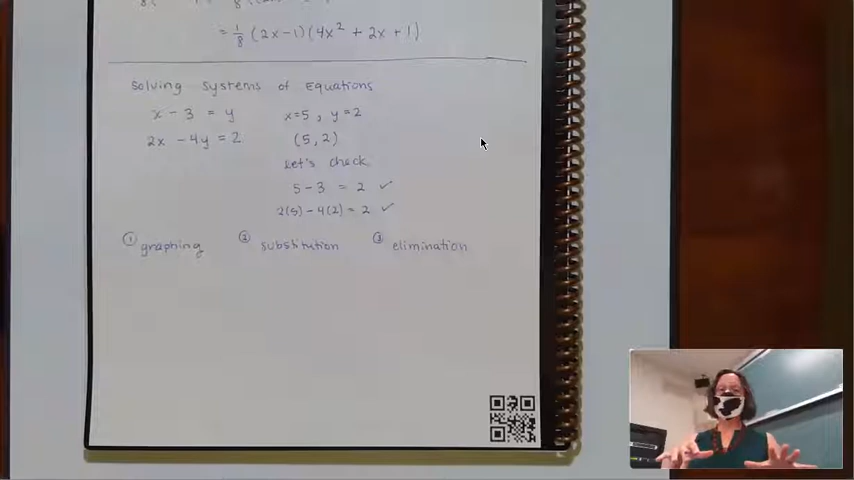 = 1/8 (2x-1)(4x² + 2x + 1)
Solving Systems of Equations
x - 3 = y
x=5, y=2
2x - 4y = 2
(5, 2)
Let's check
5 - 3 = 2 ✓
2(5) - 4(2) = 2 ✓
① graphing ② substitution ③ elimination